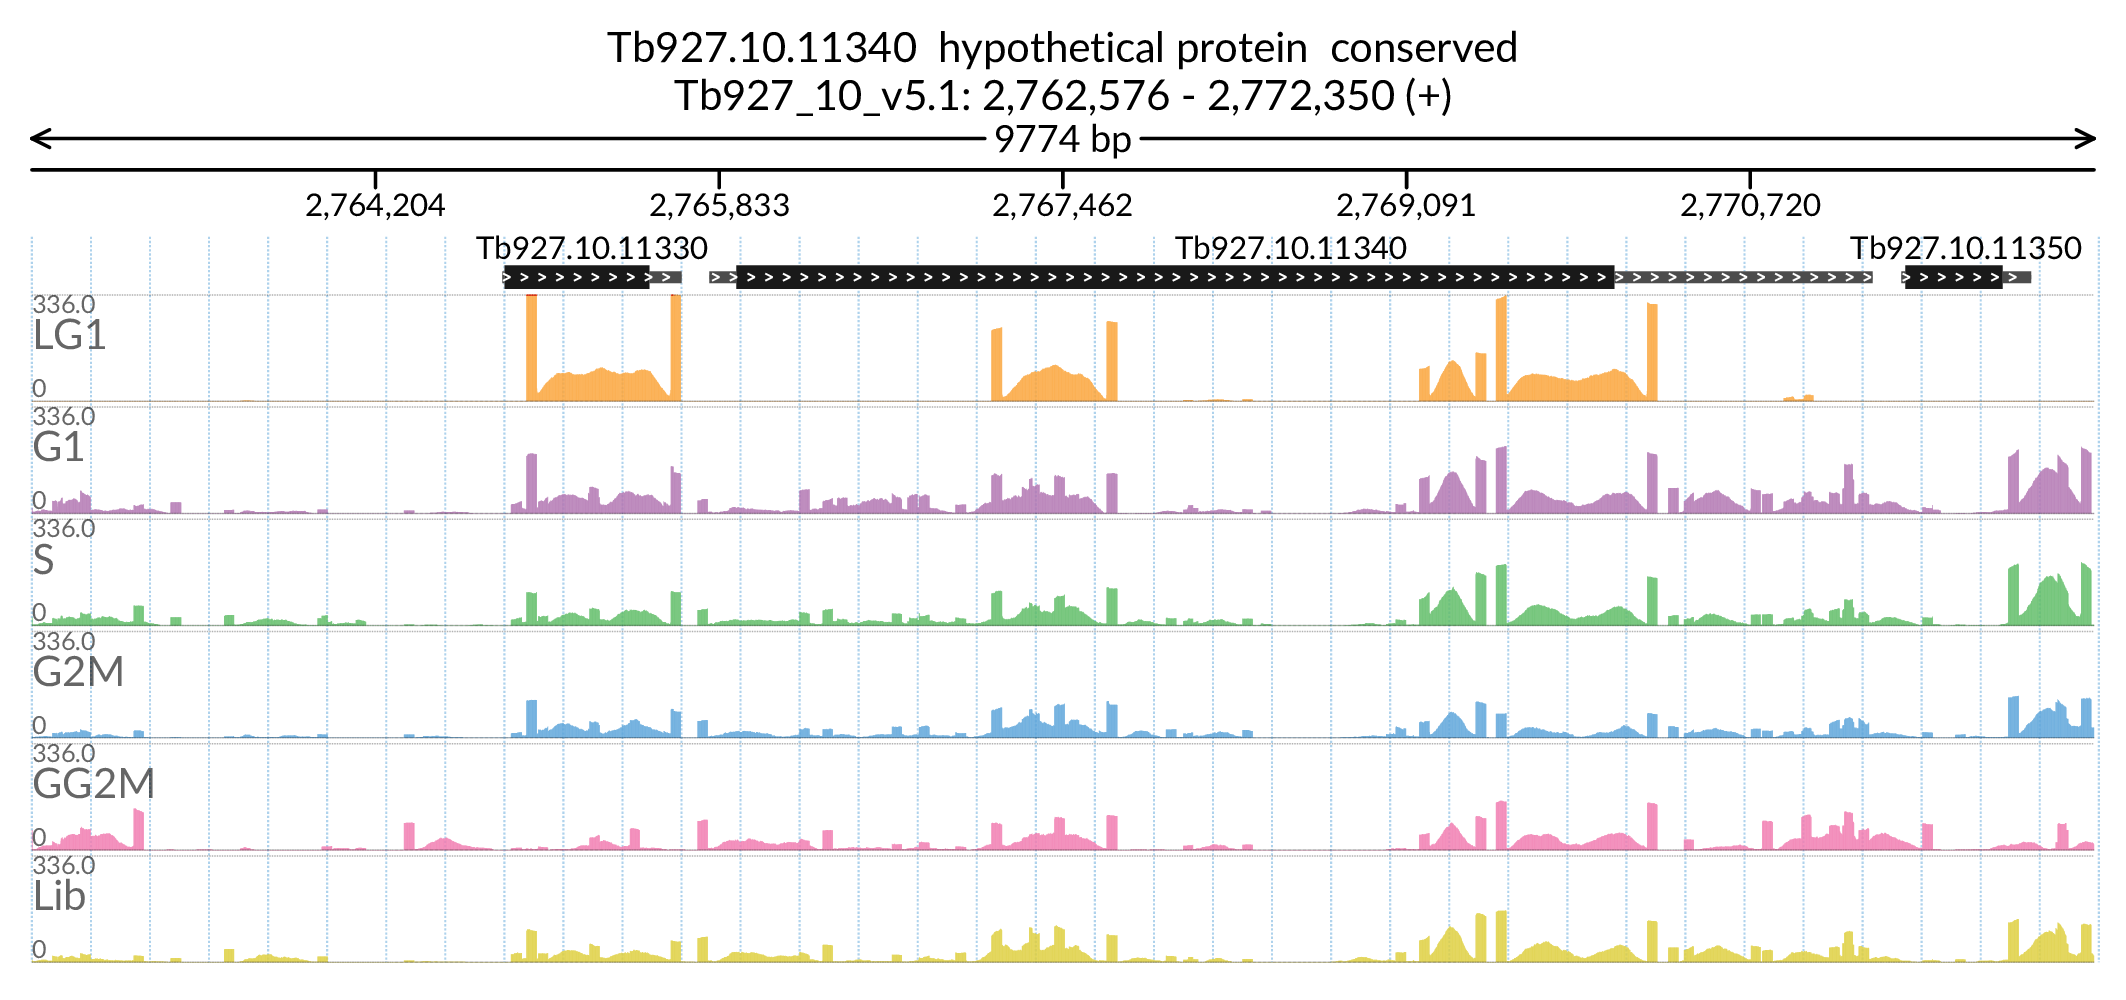 Tb927.10.11340 hypothetical protein conserved
Tb927_10_v5.1: 2,762,576 - 2,772,350 (+)
9774 bp
2,764,204 2,765,833 2,767,462 2,769,091 2,770,720
Tb927.10.11330 Tb927.10.11340 Tb927.10.11350
336.0
LG1
0
336.0
G1
0
336.0
S
0
336.0
G2M
0
336.0
GG2M
0
336.0
Lib
0